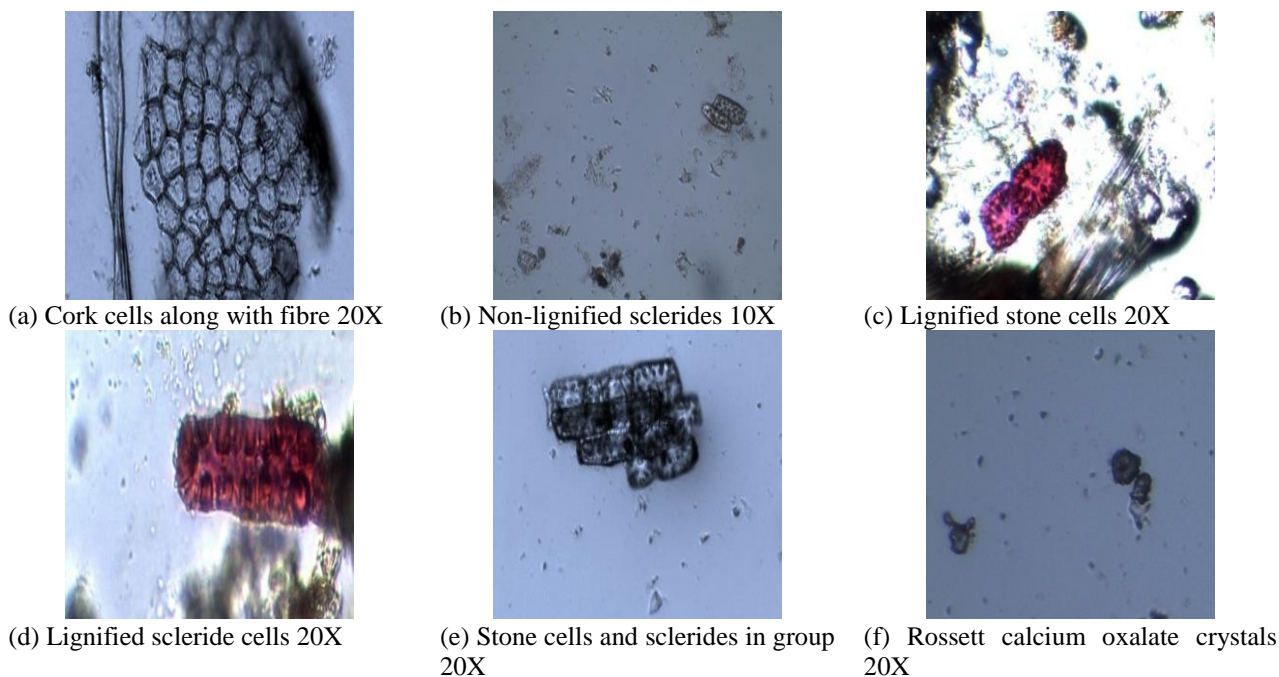 (a) Cork cells along with fibre 20X
(b) Non-lignified sclerides 10X
(c) Lignified stone cells 20X
(d) Lignified scleride cells 20X
(e) Stone cells and sclerides in group
20X
(f) Rossett calcium oxalate crystals
20X